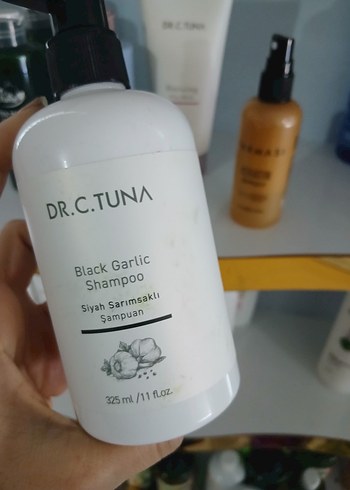 DR.C.TUNA
Black Garlic
Shampoo
Siyah Sarımsaklı
Şampuan
325 ml / 11 fl.oz.
DR.C.TUNA